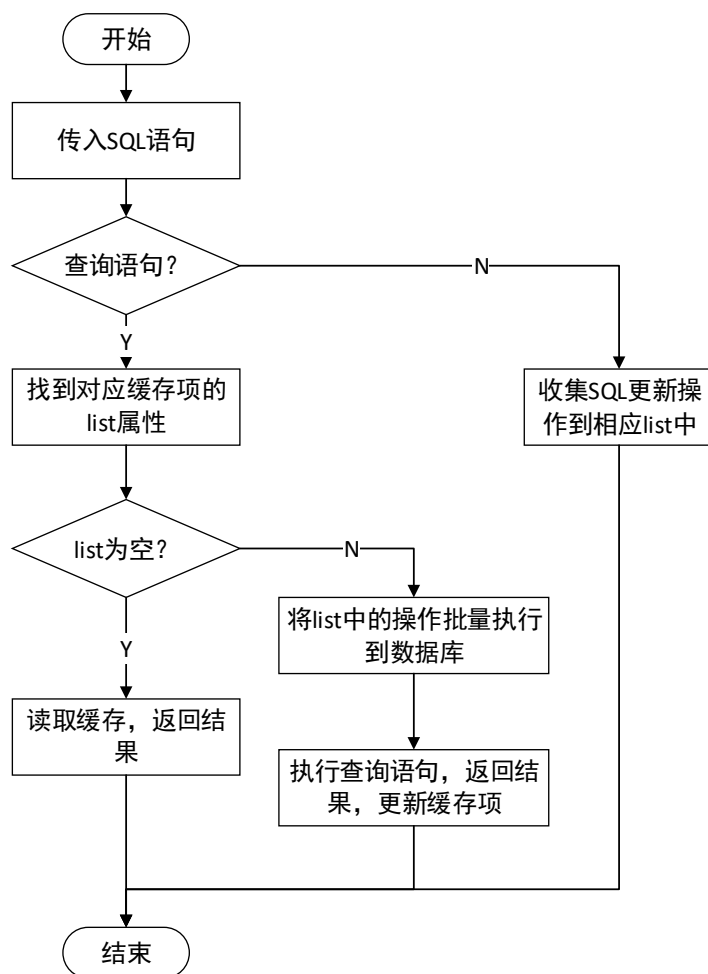 开始
传入SQL语句
查询语句？
N
Y
找到对应缓存项的
list属性
收集SQL更新操
作到相应list中
list为空？
N
将list中的操作批量执行
到数据库
Y
读取缓存，返回结
果
执行查询语句，返回结
果，更新缓存项
结束